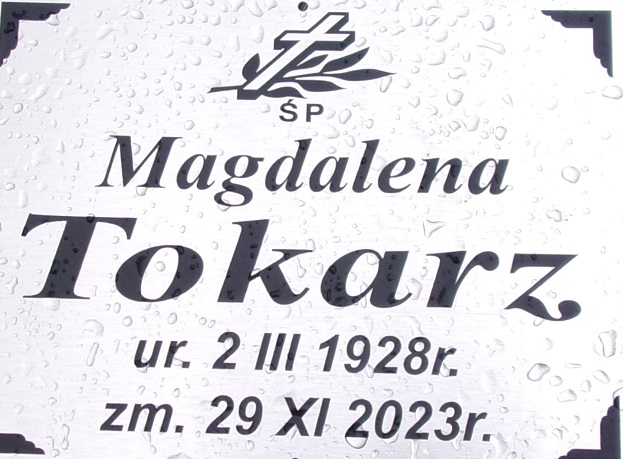 ŚP
Magdalena
Tokarz
ur. 2 III 1928r.
zm. 29 XI 2023r.